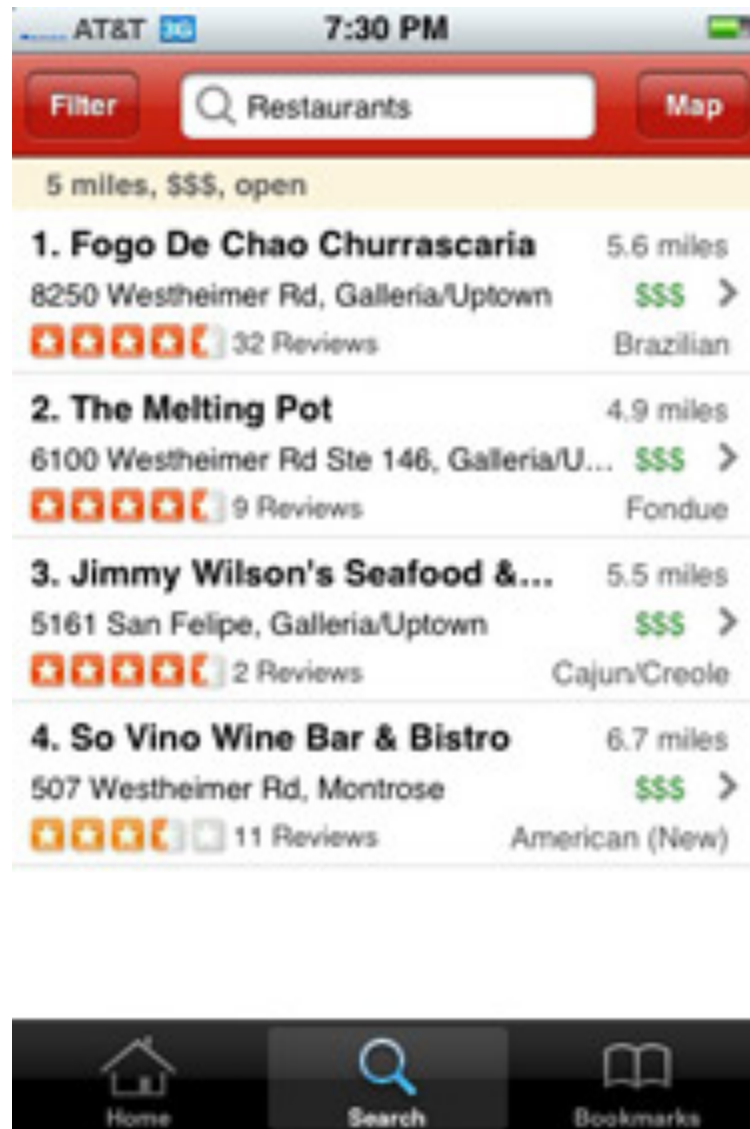 AT&T 3G 7:30 PM
Filter Restaurants Map
5 miles, $$$, open
1. Fogo De Chao Churrascaria 5.6 miles
8250 Westheimer Rd, Galleria/Uptown $$$
32 Reviews Brazilian
2. The Melting Pot 4.9 miles
6100 Westheimer Rd Ste 146, Galleria/U... $$$
9 Reviews Fondue
3. Jimmy Wilson's Seafood &... 5.5 miles
5161 San Felipe, Galleria/Uptown $$$
2 Reviews Cajun/Creole
4. So Vino Wine Bar & Bistro 6.7 miles
507 Westheimer Rd, Montrose $$$
11 Reviews American (New)
Home Search Bookmarks